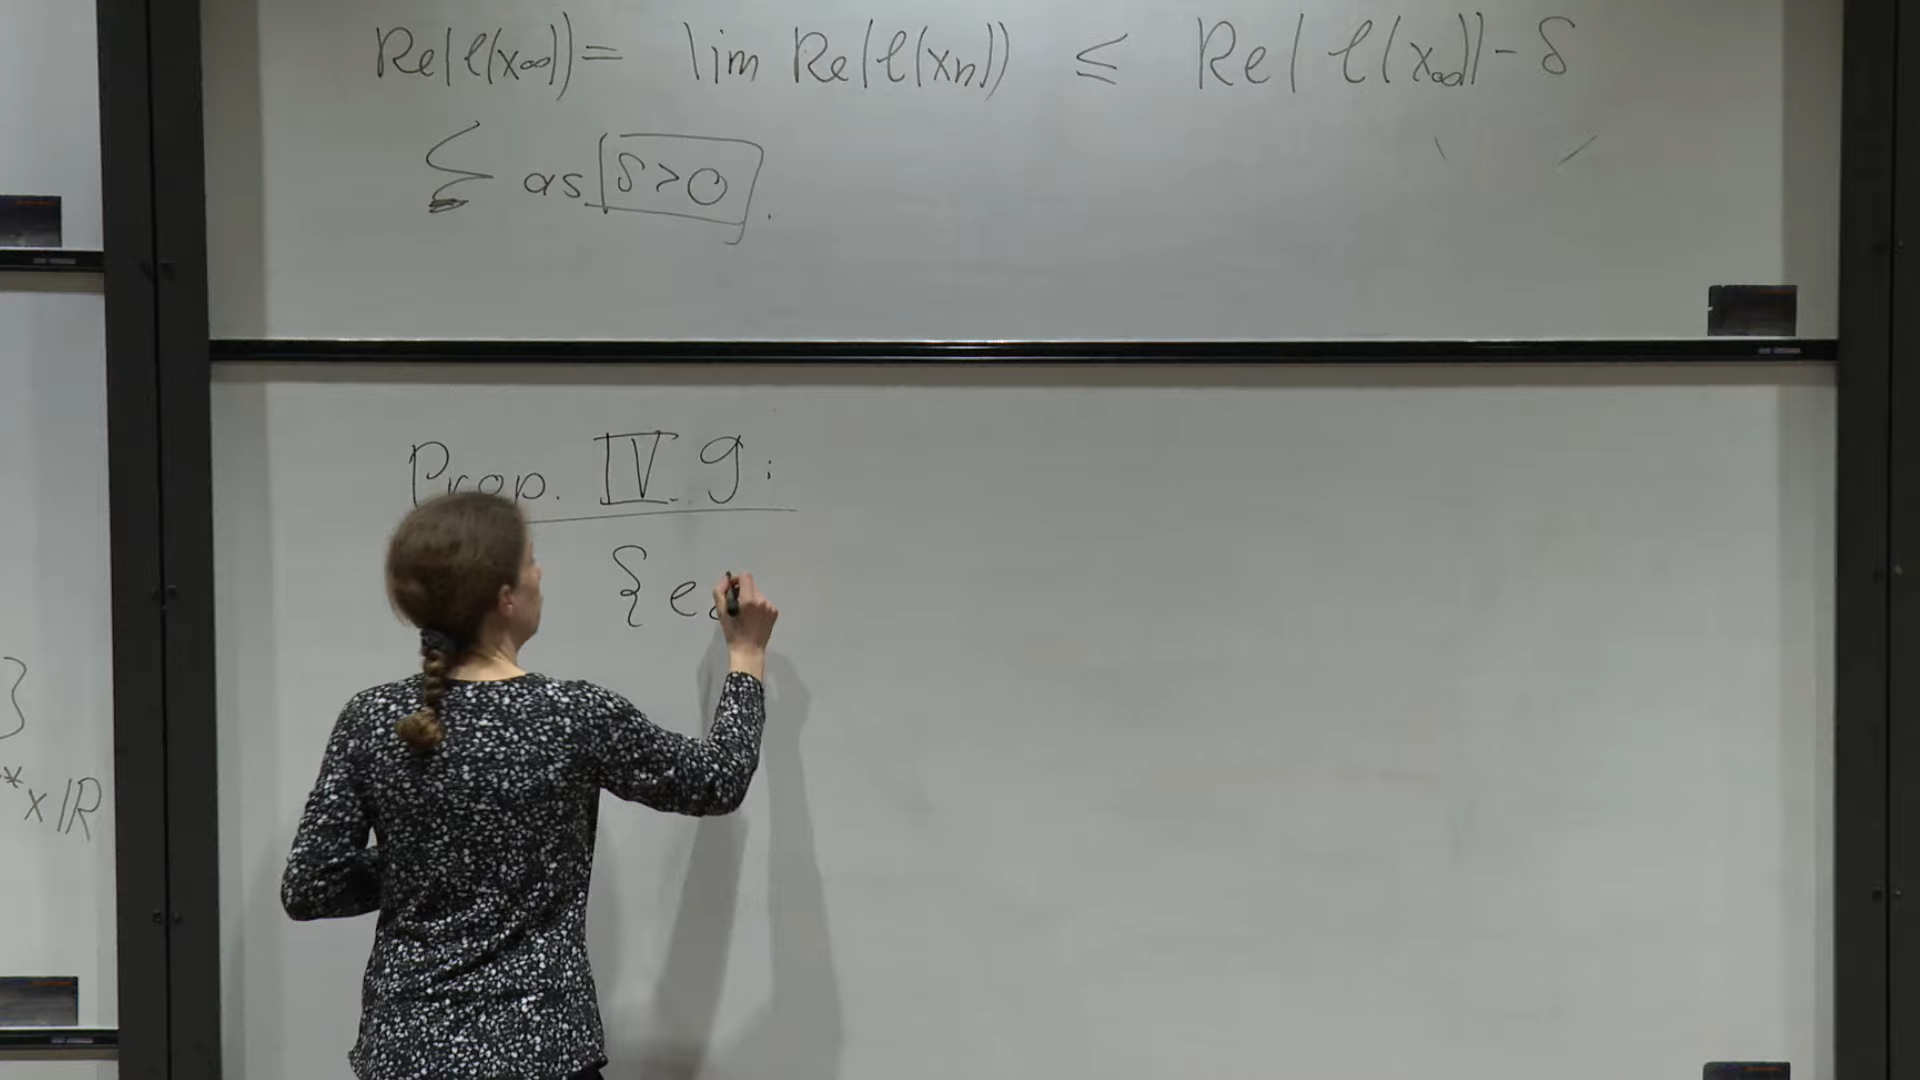 Re(ℓ(x∞)) = lim Re(ℓ(xn)) ≤ Re(ℓ(x∞)) - δ
↯ as δ>0.
}
* x ℝ
Prop. IV. 9:
{e